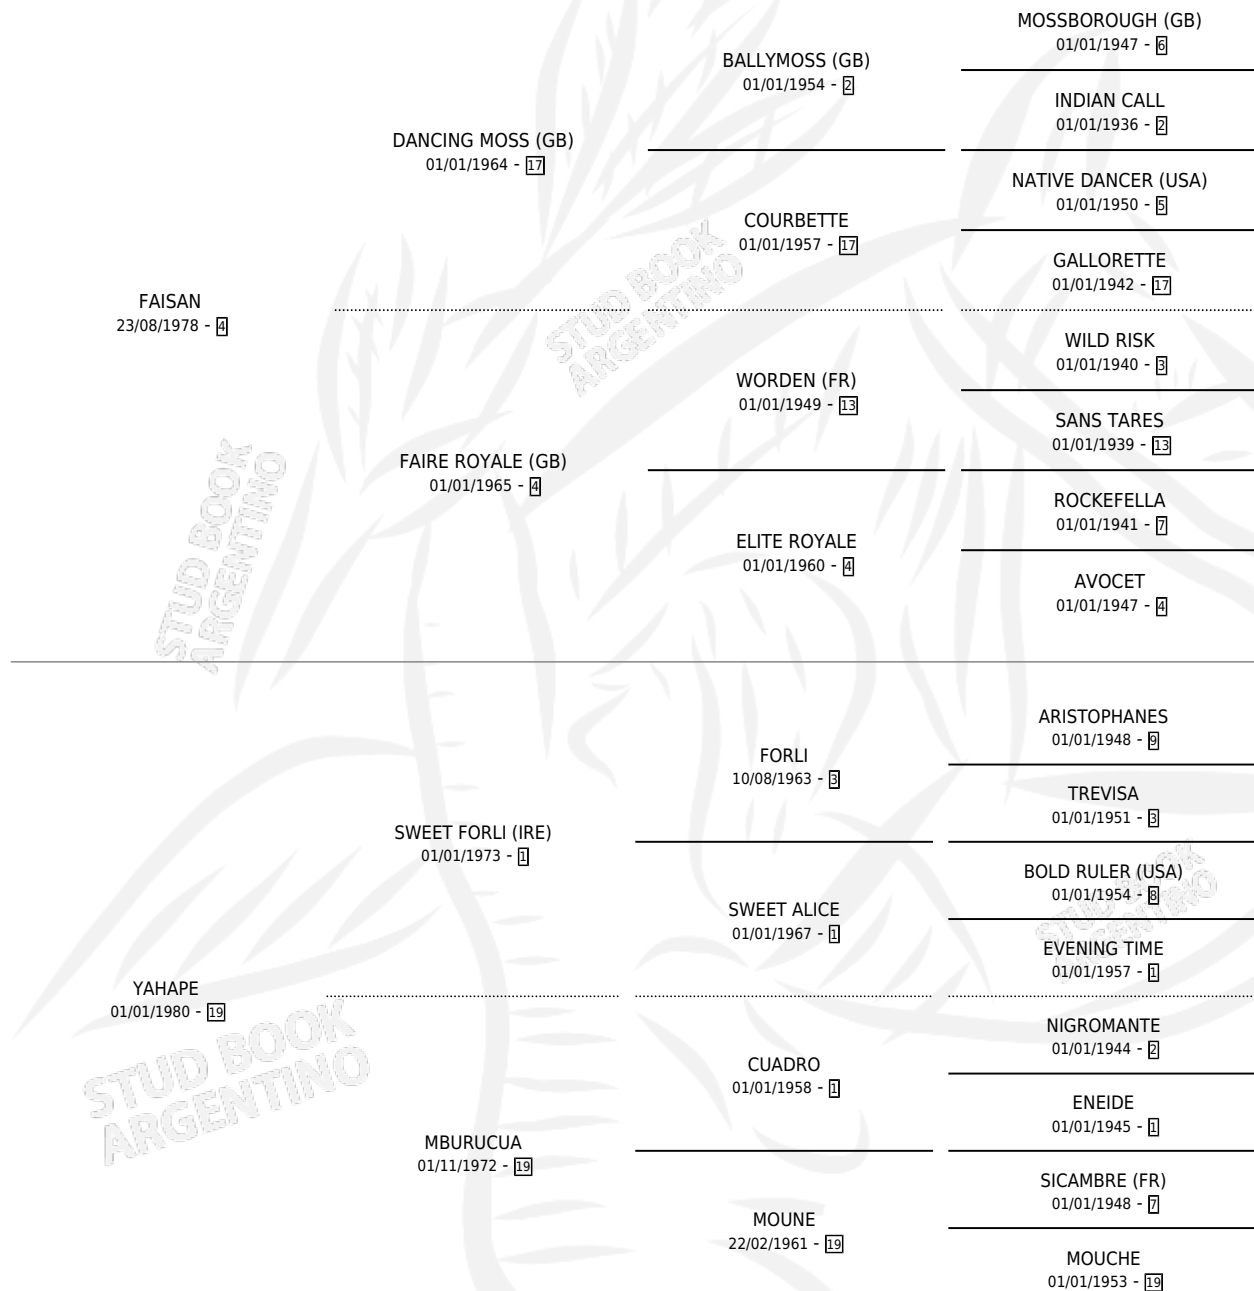 MOSSBOROUGH (GB)
01/01/1947 - 6
BALLYMOSS (GB)
01/01/1954 - 2
INDIAN CALL
01/01/1936 - 2
DANCING MOSS (GB)
01/01/1964 - 17
NATIVE DANCER (USA)
01/01/1950 - 5
COURBETTE
01/01/1957 - 17
GALLORETTE
01/01/1942 - 17
FAISAN
23/08/1978 - 4
WILD RISK
01/01/1940 - 3
WORDEN (FR)
01/01/1949 - 13
SANS TARES
01/01/1939 - 13
FAIRE ROYALE (GB)
01/01/1965 - 4
ROCKEFELLA
01/01/1941 - 7
ELITE ROYALE
01/01/1960 - 4
AVOCET
01/01/1947 - 4
ARISTOPHANES
01/01/1948 - 9
FORLI
10/08/1963 - 3
TREVISA
01/01/1951 - 3
SWEET FORLI (IRE)
01/01/1973 - 1
BOLD RULER (USA)
01/01/1954 - 8
SWEET ALICE
01/01/1967 - 1
EVENING TIME
01/01/1957 - 1
YAHAPE
01/01/1980 - 19
NIGROMANTE
01/01/1944 - 2
CUADRO
01/01/1958 - 1
ENEIDE
01/01/1945 - 1
MBURUCUA
01/11/1972 - 19
SICAMBRE (FR)
01/01/1948 - 7
MOUNE
22/02/1961 - 19
MOUCHE
01/01/1953 - 19
STUD BOOK
ARGENTINO
STUD BOOK
ARGENTINO
STUD BOOK
ARGENTINO
STUD BOOK
ARGENTINO